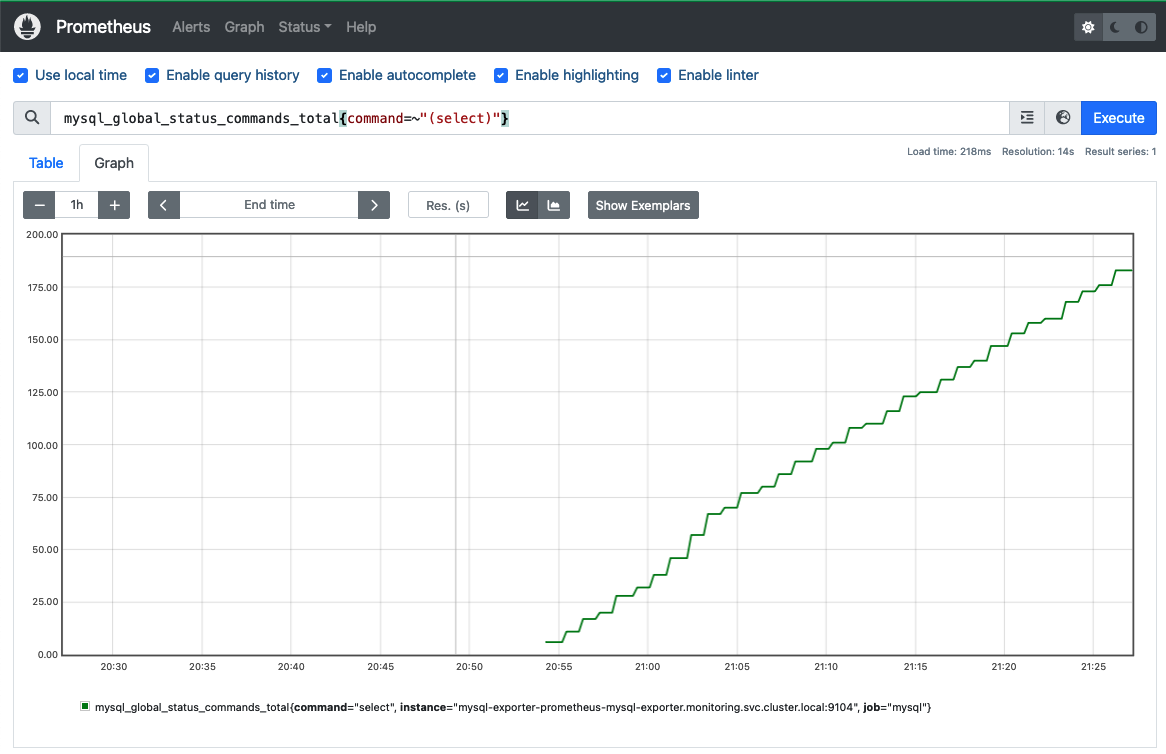 Prometheus Alerts Graph Status Help
Use local time Enable query history Enable autocomplete Enable highlighting Enable linter
mysql_global_status_commands_total{command=~"(select)"} Execute
Load time: 218ms Resolution: 14s Result series: 1
Table Graph
− 1h + End time Res. (s) Show Exemplars
200.00
175.00
150.00
125.00
100.00
75.00
50.00
25.00
0.00
20:30 20:35 20:40 20:45 20:50 20:55 21:00 21:05 21:10 21:15 21:20 21:25
mysql_global_status_commands_total{command="select", instance="mysql-exporter-prometheus-mysql-exporter.monitoring.svc.cluster.local:9104", job="mysql"}